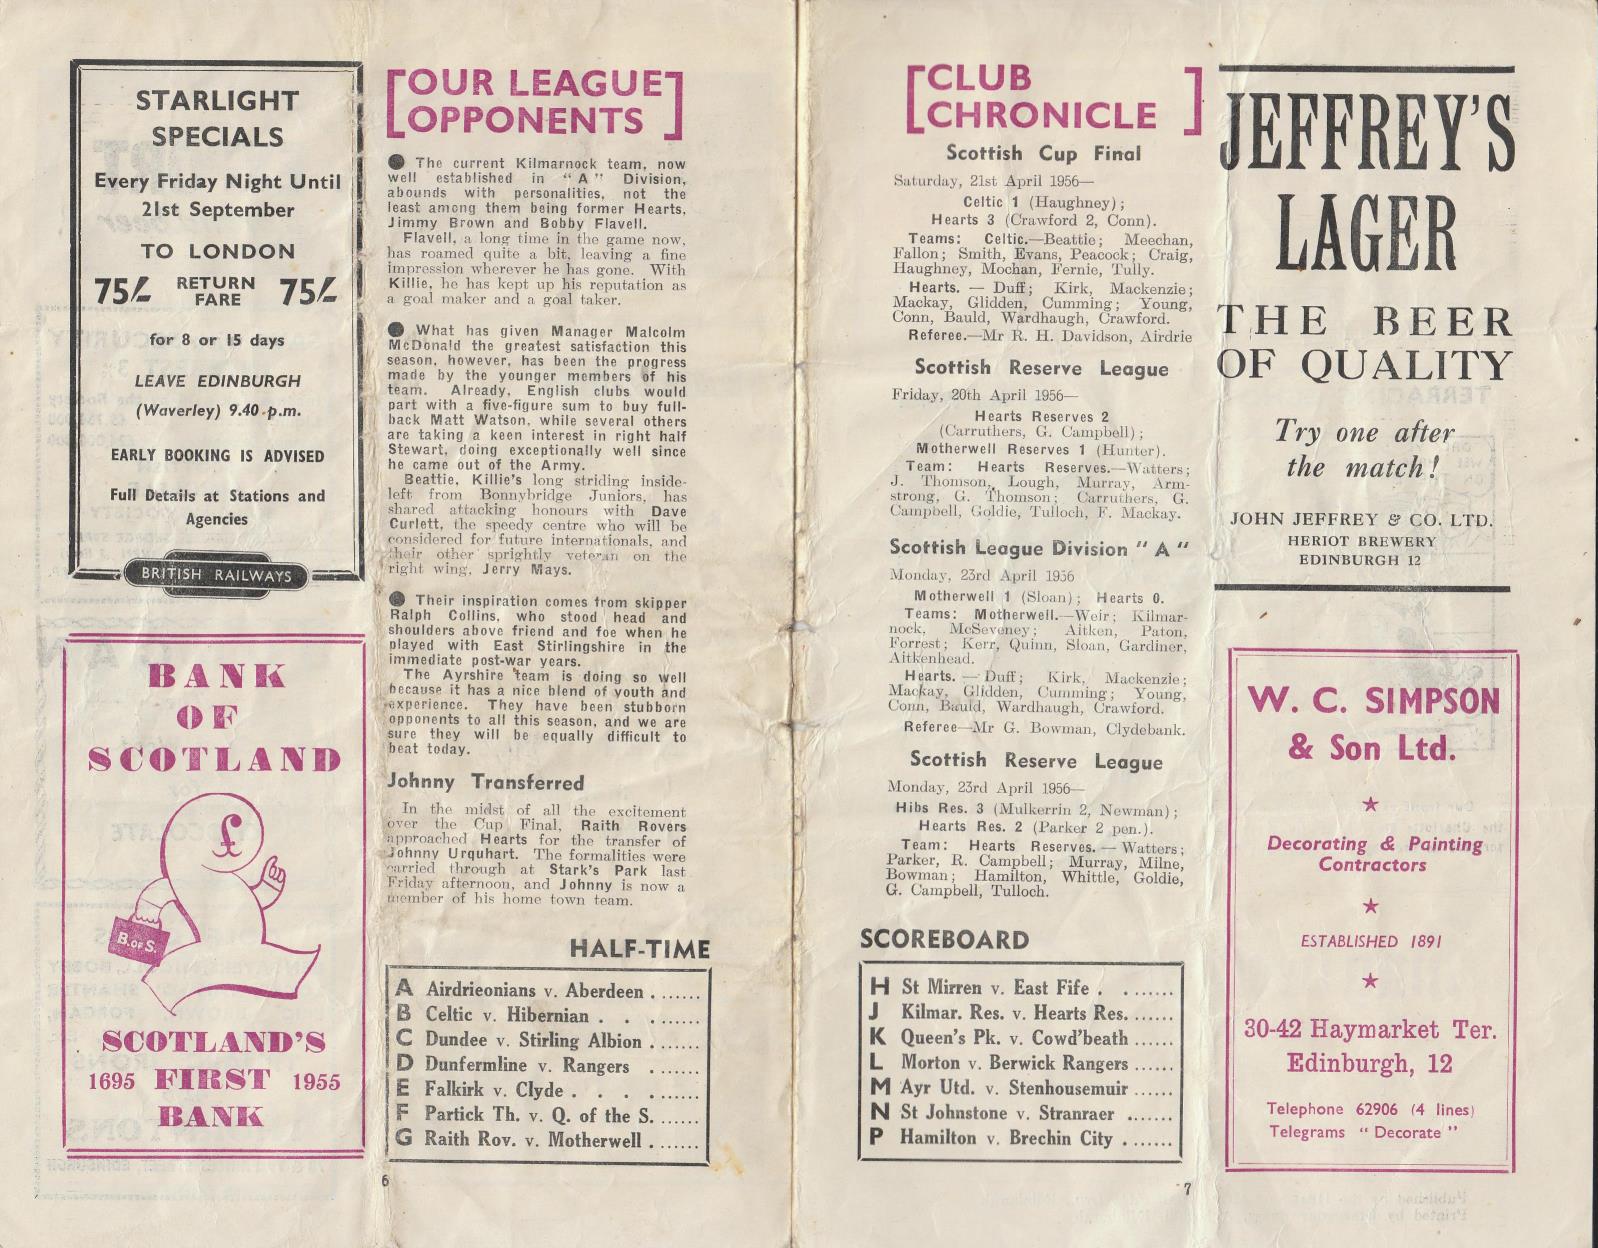 STARLIGHT
SPECIALS
Every Friday Night Until
21st September
TO LONDON
75/- RETURN FARE 75/-
for 8 or 15 days
LEAVE EDINBURGH
(Waverley) 9.40 p.m.
EARLY BOOKING IS ADVISED
Full Details at Stations and
Agencies
BRITISH RAILWAYS
BANK
OF
SCOTLAND
£
B.OF S.
SCOTLAND'S
1695 FIRST 1955
BANK
OUR LEAGUE
OPPONENTS
The current Kilmarnock team, now
well established in "A" Division,
abounds with personalities, not the
least among them being former Hearts,
Jimmy Brown and Bobby Flavell.
Flavell, a long time in the game now,
has roamed quite a bit, leaving a fine
impression wherever he has gone. With
Killie, he has kept up his reputation as
a goal maker and a goal taker.
What has given Manager Malcolm
McDonald the greatest satisfaction this
season, however, has been the progress
made by the younger members of his
team. Already, English clubs would
part with a five-figure sum to buy full-
back Matt Watson, while several others
are taking a keen interest in right half
Stewart, doing exceptionally well since
he came out of the Army.
Beattie, Killie's long striding inside-
left from Bonnybridge Juniors, has
shared attacking honours with Dave
Curlett, the speedy centre who will be
considered for future internationals, and
their other sprightly veteran on the
right wing, Jerry Mays.
Their inspiration comes from skipper
Ralph Collins, who stood head and
shoulders above friend and foe when he
played with East Stirlingshire in the
immediate post-war years.
The Ayrshire team is doing so well
because it has a nice blend of youth and
experience. They have been stubborn
opponents to all this season, and we are
sure they will be equally difficult to
beat today.
Johnny Transferred
In the midst of all the excitement
over the Cup Final, Raith Rovers
approached Hearts for the transfer of
Johnny Urquhart. The formalities were
carried through at Stark's Park last
Friday afternoon, and Johnny is now a
member of his home town team.
HALF-TIME
A Airdrieonians v. Aberdeen .......
B Celtic v. Hibernian . . . .......
C Dundee v. Stirling Albion .......
D Dunfermline v. Rangers .......
E Falkirk v. Clyde . . . . .......
F Partick Th. v. Q. of the S. .......
G Raith Rov. v. Motherwell .......
6
CLUB
CHRONICLE
Scottish Cup Final
Saturday, 21st April 1956—
Celtic 1 (Haughney);
Hearts 3 (Crawford 2, Conn).
Teams: Celtic.—Beattie; Meechan,
Fallon; Smith, Evans, Peacock; Craig,
Haughney, Mochan, Fernie, Tully.
Hearts. — Duff; Kirk, Mackenzie;
Mackay, Glidden, Cumming; Young,
Conn, Bauld, Wardhaugh, Crawford.
Referee.—Mr R. H. Davidson, Airdrie
Scottish Reserve League
Friday, 20th April 1956—
Hearts Reserves 2
(Carruthers, G. Campbell);
Motherwell Reserves 1 (Hunter).
Team: Hearts Reserves.—Watters;
J. Thomson, Lough, Murray, Arm-
strong, G. Thomson; Carruthers, G.
Campbell, Goldie, Tulloch, F. Mackay.
Scottish League Division "A"
Monday, 23rd April 1956
Motherwell 1 (Sloan); Hearts 0.
Teams: Motherwell.—Weir; Kilmar-
nock, McSeveney; Aitken, Paton,
Forrest; Kerr, Quinn, Sloan, Gardiner,
Aitkenhead.
Hearts. — Duff; Kirk, Mackenzie;
Mackay, Glidden, Cumming; Young,
Conn, Bauld, Wardhaugh, Crawford.
Referee—Mr G. Bowman, Clydebank.
Scottish Reserve League
Monday, 23rd April 1956—
Hibs Res. 3 (Mulkerrin 2, Newman);
Hearts Res. 2 (Parker 2 pen.).
Team: Hearts Reserves. — Watters;
Parker, R. Campbell; Murray, Milne,
Bowman; Hamilton, Whittle, Goldie,
G. Campbell, Tulloch.
SCOREBOARD
H St Mirren v. East Fife . .......
J Kilmar. Res. v. Hearts Res. ......
K Queen's Pk. v. Cowd'beath ......
L Morton v. Berwick Rangers ......
M Ayr Utd. v. Stenhousemuir ......
N St Johnstone v. Stranraer .......
P Hamilton v. Brechin City . .......
7
JEFFREY'S
LAGER
THE BEER
OF QUALITY
Try one after
the match!
JOHN JEFFREY & CO. LTD.
HERIOT BREWERY
EDINBURGH 12
W. C. SIMPSON
& Son Ltd.
Decorating & Painting
Contractors
ESTABLISHED 1891
30-42 Haymarket Ter.
Edinburgh, 12
Telephone 62906 (4 lines)
Telegrams "Decorate"